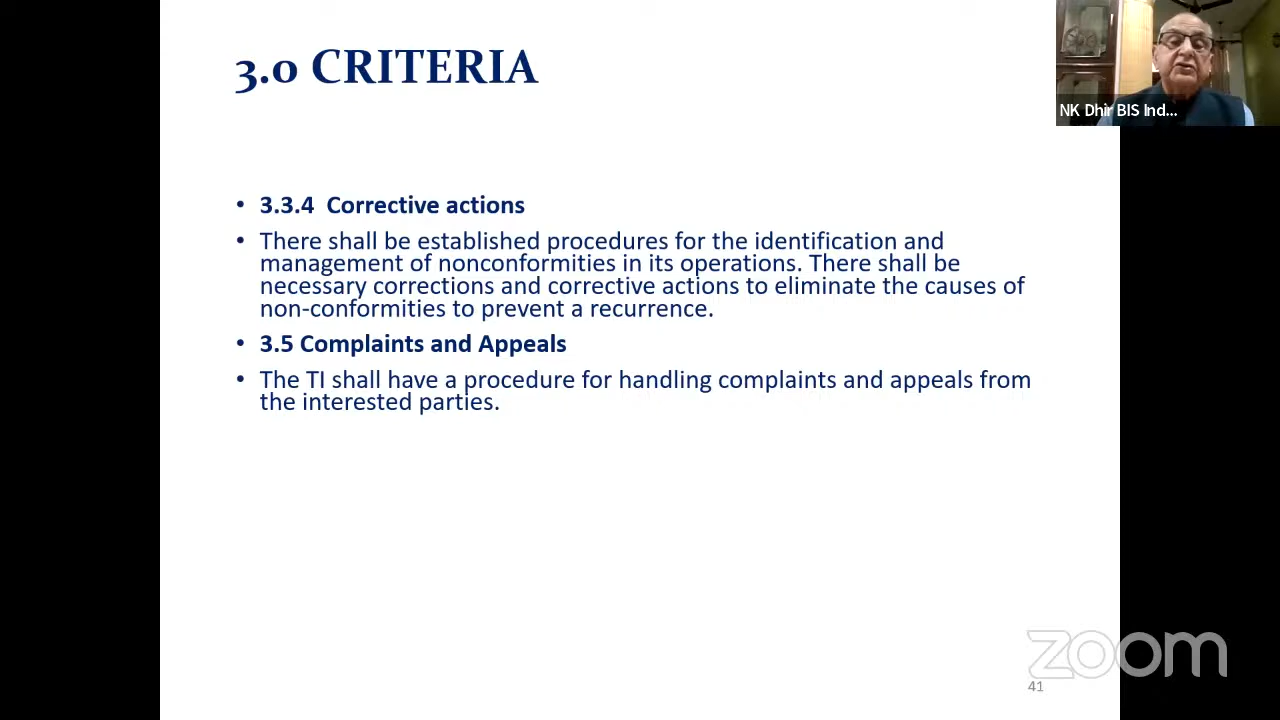 3.0 CRITERIA
NK Dhir BIS Ind...
• 3.3.4 Corrective actions
• There shall be established procedures for the identification and
management of nonconformities in its operations. There shall be
necessary corrections and corrective actions to eliminate the causes of
non-conformities to prevent a recurrence.
• 3.5 Complaints and Appeals
• The TI shall have a procedure for handling complaints and appeals from
the interested parties.
zoom
41